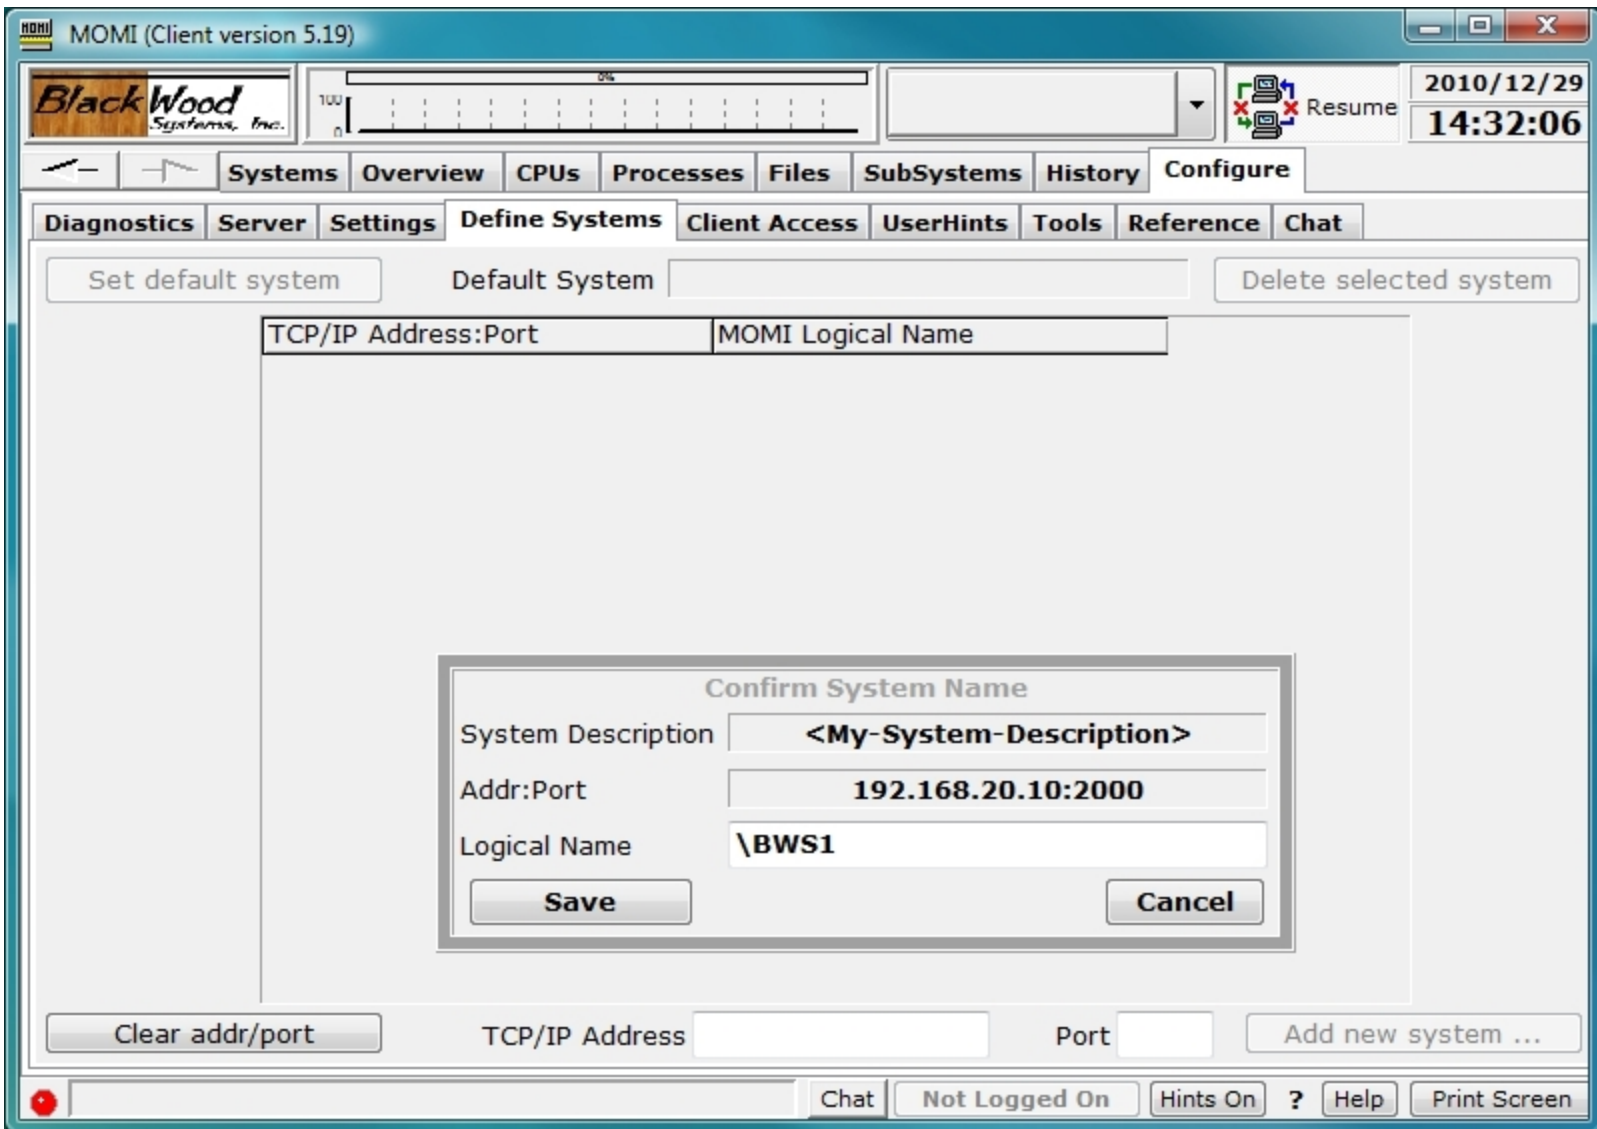 MOMI MOMI (Client version 5.19)
BlackWood Systems, Inc.
0%
100
0
Resume
2010/12/29
14:32:06
Systems Overview CPUs Processes Files SubSystems History Configure
Diagnostics Server Settings Define Systems Client Access UserHints Tools Reference Chat
Set default system Default System Delete selected system
TCP/IP Address:Port MOMI Logical Name
Confirm System Name
System Description <My-System-Description>
Addr:Port 192.168.20.10:2000
Logical Name \BWS1
Save Cancel
Clear addr/port TCP/IP Address Port Add new system ...
Chat Not Logged On Hints On ? Help Print Screen